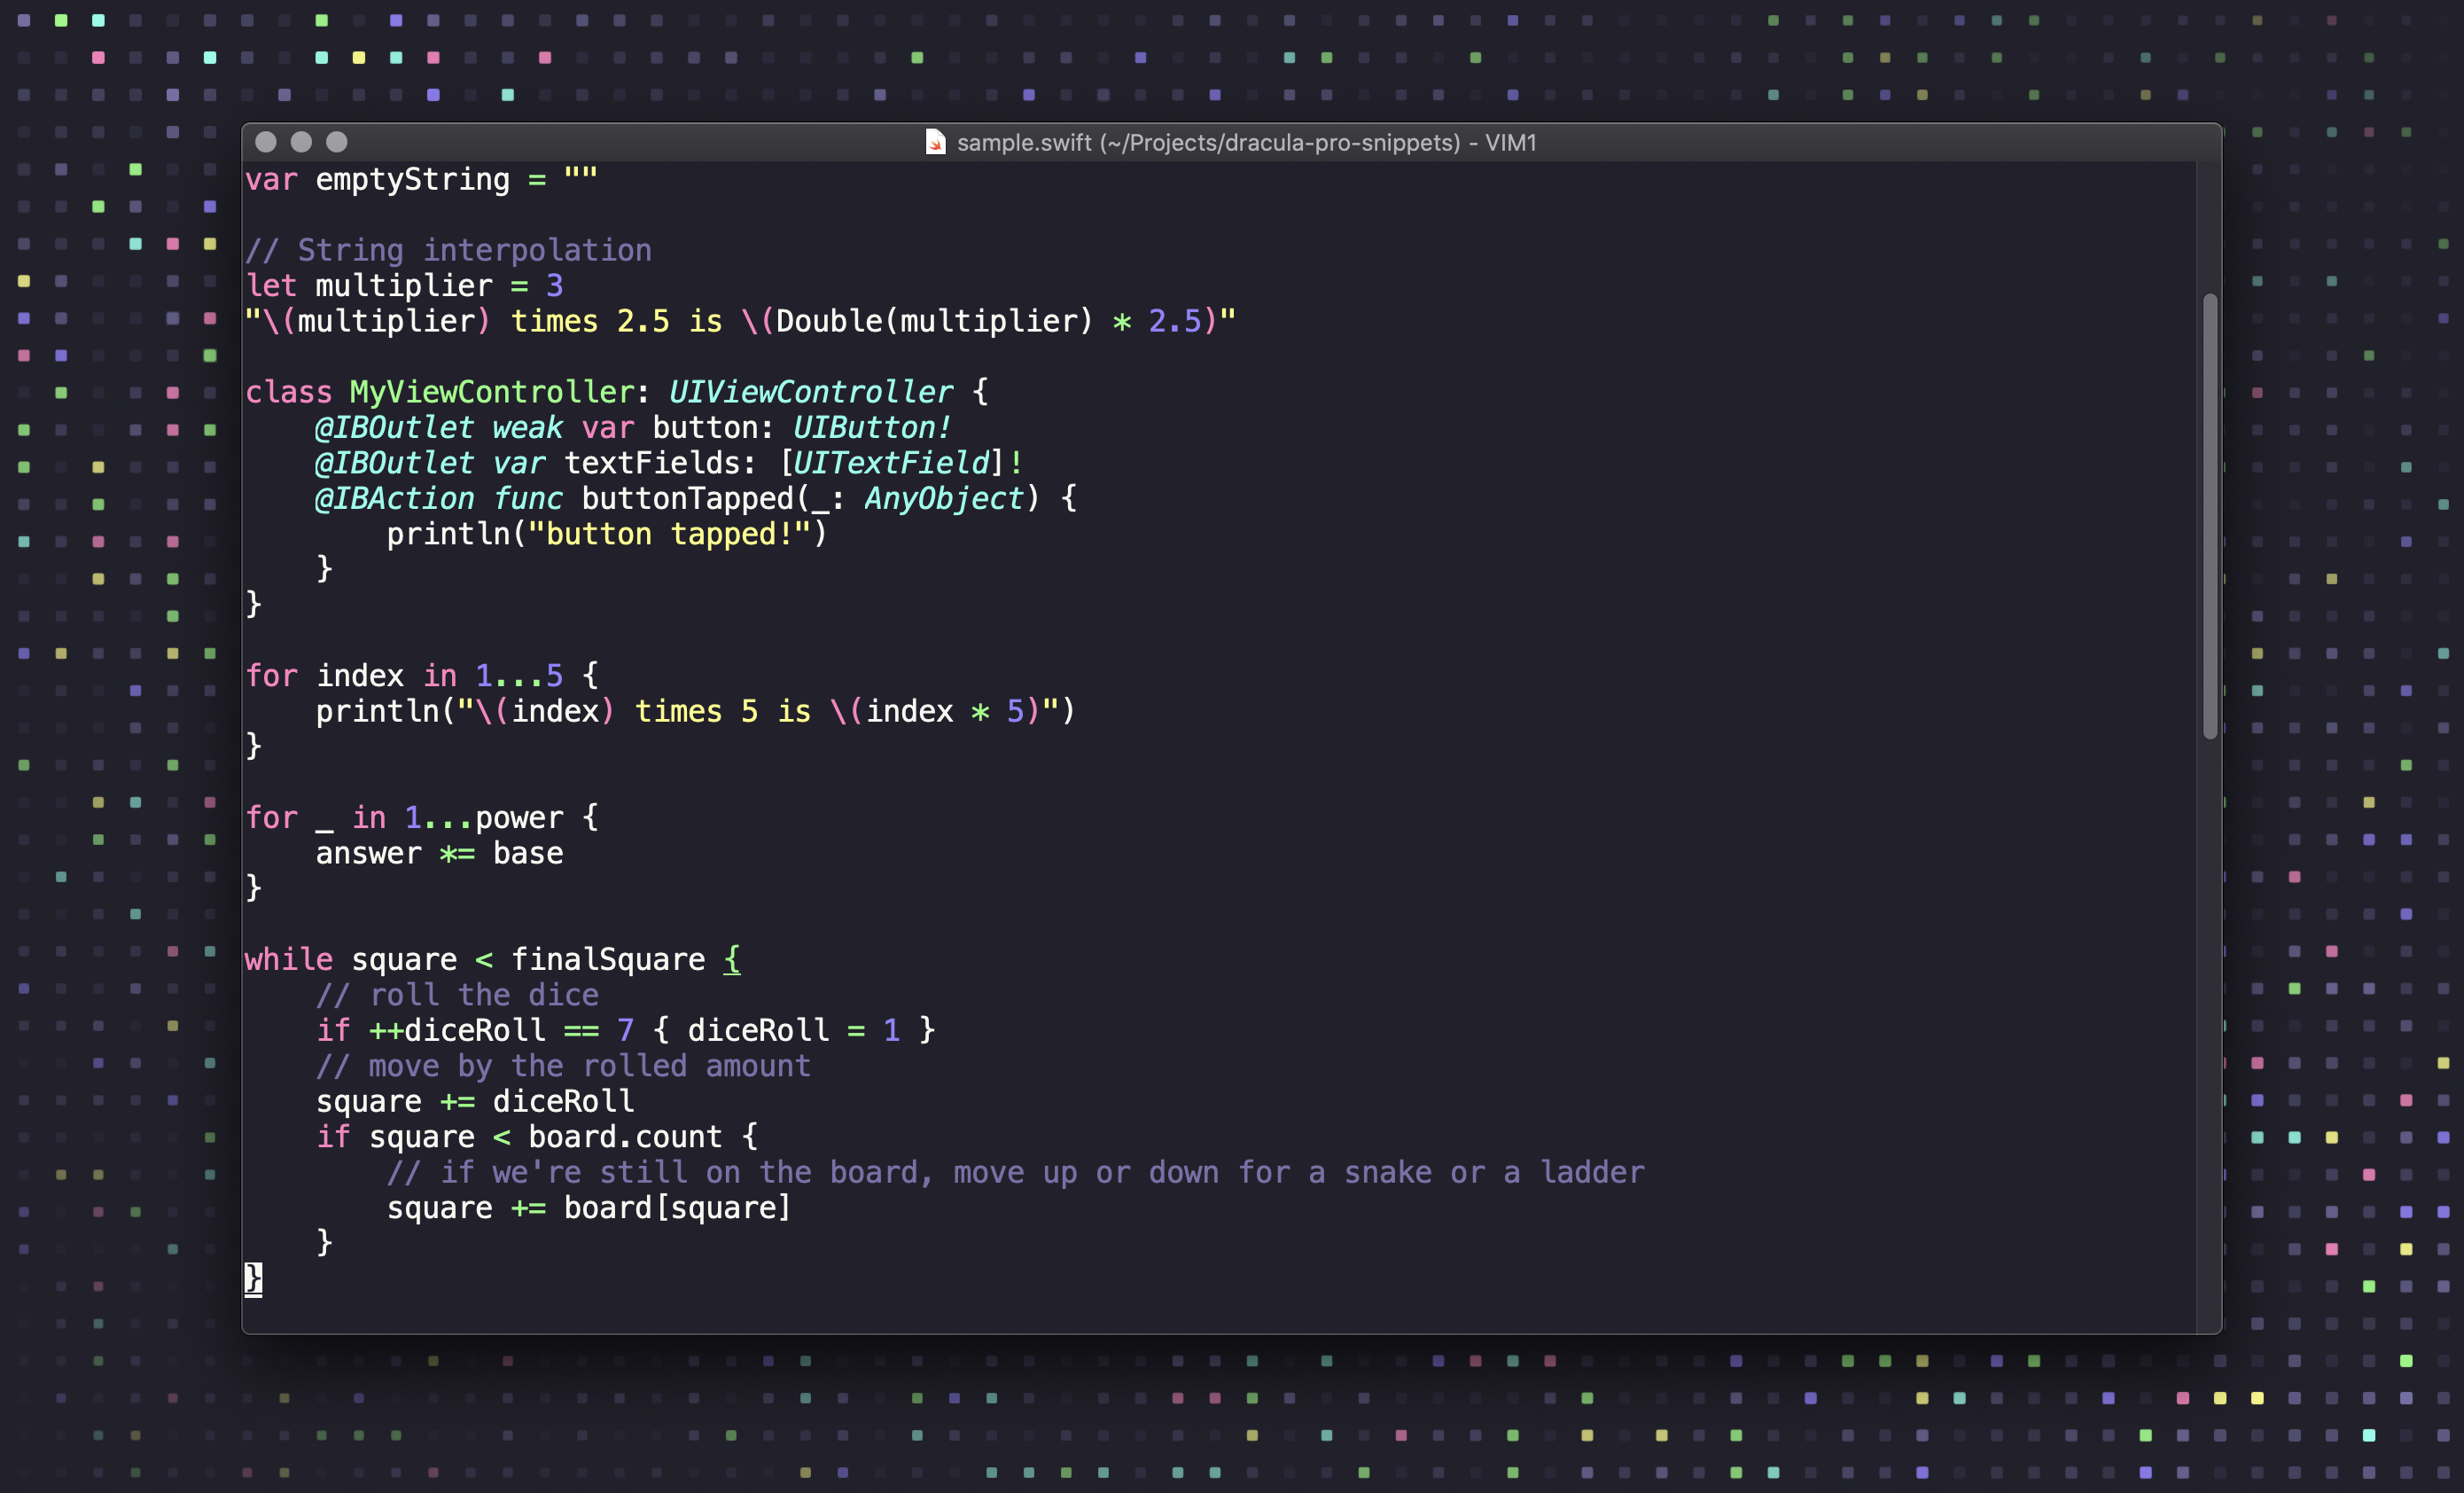 sample.swift (~/Projects/dracula-pro-snippets) - VIM1
var emptyString = ""

// String interpolation
let multiplier = 3
"\(multiplier) times 2.5 is \(Double(multiplier) * 2.5)"

class MyViewController: UIViewController {
    @IBOutlet weak var button: UIButton!
    @IBOutlet var textFields: [UITextField]!
    @IBAction func buttonTapped(_: AnyObject) {
        println("button tapped!")
    }
}

for index in 1...5 {
    println("\(index) times 5 is \(index * 5)")
}

for _ in 1...power {
    answer *= base
}

while square < finalSquare {
    // roll the dice
    if ++diceRoll == 7 { diceRoll = 1 }
    // move by the rolled amount
    square += diceRoll
    if square < board.count {
        // if we're still on the board, move up or down for a snake or a ladder
        square += board[square]
    }
}